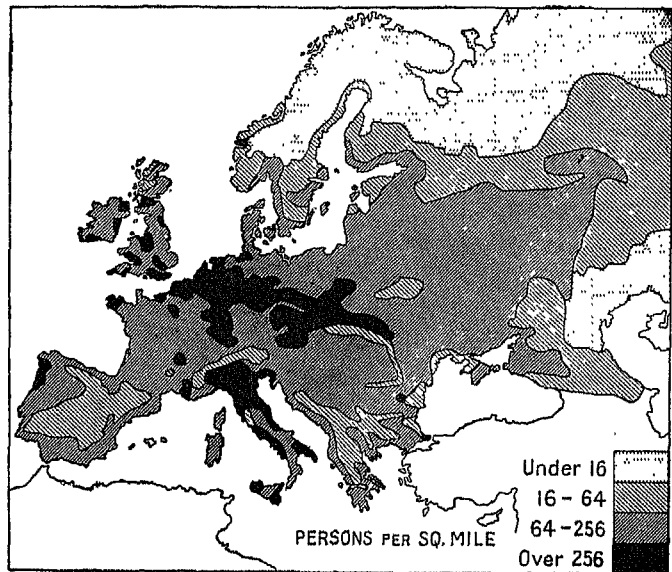 Under 16
16-64
64-256
Over 256
PERSONS PER SQ. MILE